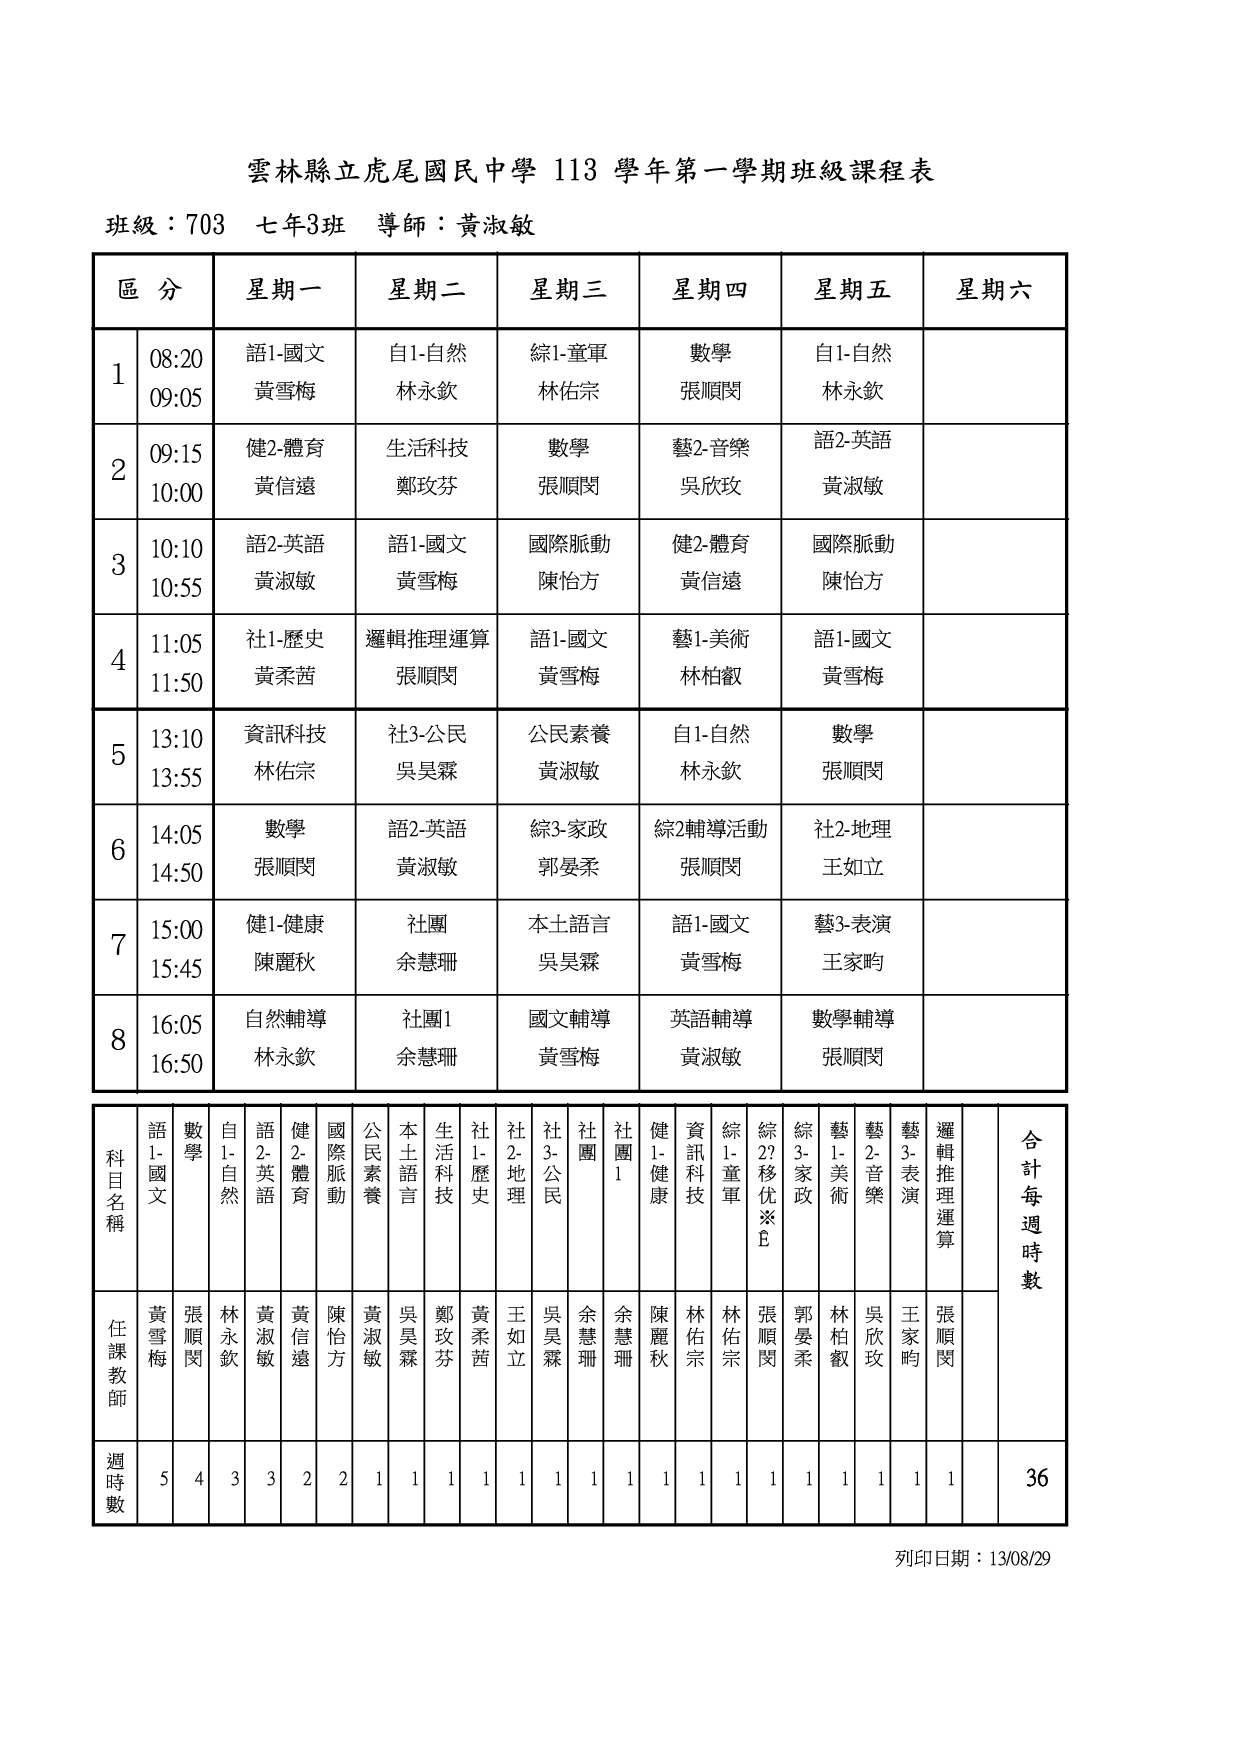 雲林縣立虎尾國民中學 113 學年第一學期班級課程表
班級：703 七年3班 導師：黃淑敏
區 分 星期一 星期二 星期三 星期四 星期五 星期六
1 08:20 09:05 語1-國文 自1-自然 綜1-童軍 數學 自1-自然
黃雪梅 林永欽 林佑宗 張順閔 林永欽
2 09:15 10:00 健2-體育 生活科技 數學 藝2-音樂 語2-英語
黃信遠 鄭玫芬 張順閔 吳欣玫 黃淑敏
3 10:10 10:55 語2-英語 語1-國文 國際脈動 健2-體育 國際脈動
黃淑敏 黃雪梅 陳怡方 黃信遠 陳怡方
4 11:05 11:50 社1-歷史 邏輯推理運算 語1-國文 藝1-美術 語1-國文
黃柔茜 張順閔 黃雪梅 林柏叡 黃雪梅
5 13:10 13:55 資訊科技 社3-公民 公民素養 自1-自然 數學
林佑宗 吳昊霖 黃淑敏 林永欽 張順閔
6 14:05 14:50 數學 語2-英語 綜3-家政 綜2輔導活動 社2-地理
張順閔 黃淑敏 郭晏柔 張順閔 王如立
7 15:00 15:45 健1-健康 社團 本土語言 語1-國文 藝3-表演
陳麗秋 余慧珊 吳昊霖 黃雪梅 王家畇
8 16:05 16:50 自然輔導 社團1 國文輔導 英語輔導 數學輔導
林永欽 余慧珊 黃雪梅 黃淑敏 張順閔
科目名稱 語1-國文 數學 自1-自然 語2-英語 健2-體育 國際脈動 公民素養 本土語言 生活科技 社1-歷史 社2-地理 社3-公民 社團 社團1 健1-健康 資訊科技 綜1-童軍 綜2?移优※E 綜3-家政 藝1-美術 藝2-音樂 藝3-表演 邏輯推理運算 合計每週時數
任課教師 黃雪梅 張順閔 林永欽 黃淑敏 黃信遠 陳怡方 黃淑敏 吳昊霖 鄭玫芬 黃柔茜 王如立 吳昊霖 余慧珊 余慧珊 陳麗秋 林佑宗 林佑宗 張順閔 郭晏柔 林柏叡 吳欣玫 王家畇 張順閔
週時數 5 4 3 3 2 2 1 1 1 1 1 1 1 1 1 1 1 1 1 1 1 1 1 36
列印日期：13/08/29